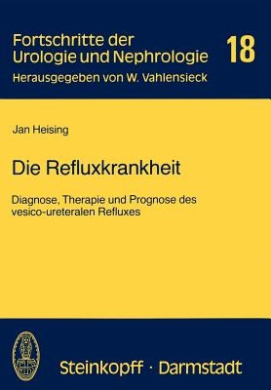 Fortschritte der
Urologie und Nephrologie
18
Herausgegeben von W. Vahlensieck
Jan Heising
Die Refluxkrankheit
Diagnose, Therapie und Prognose des
vesico-ureteralen Refluxes
Steinkopff · Darmstadt